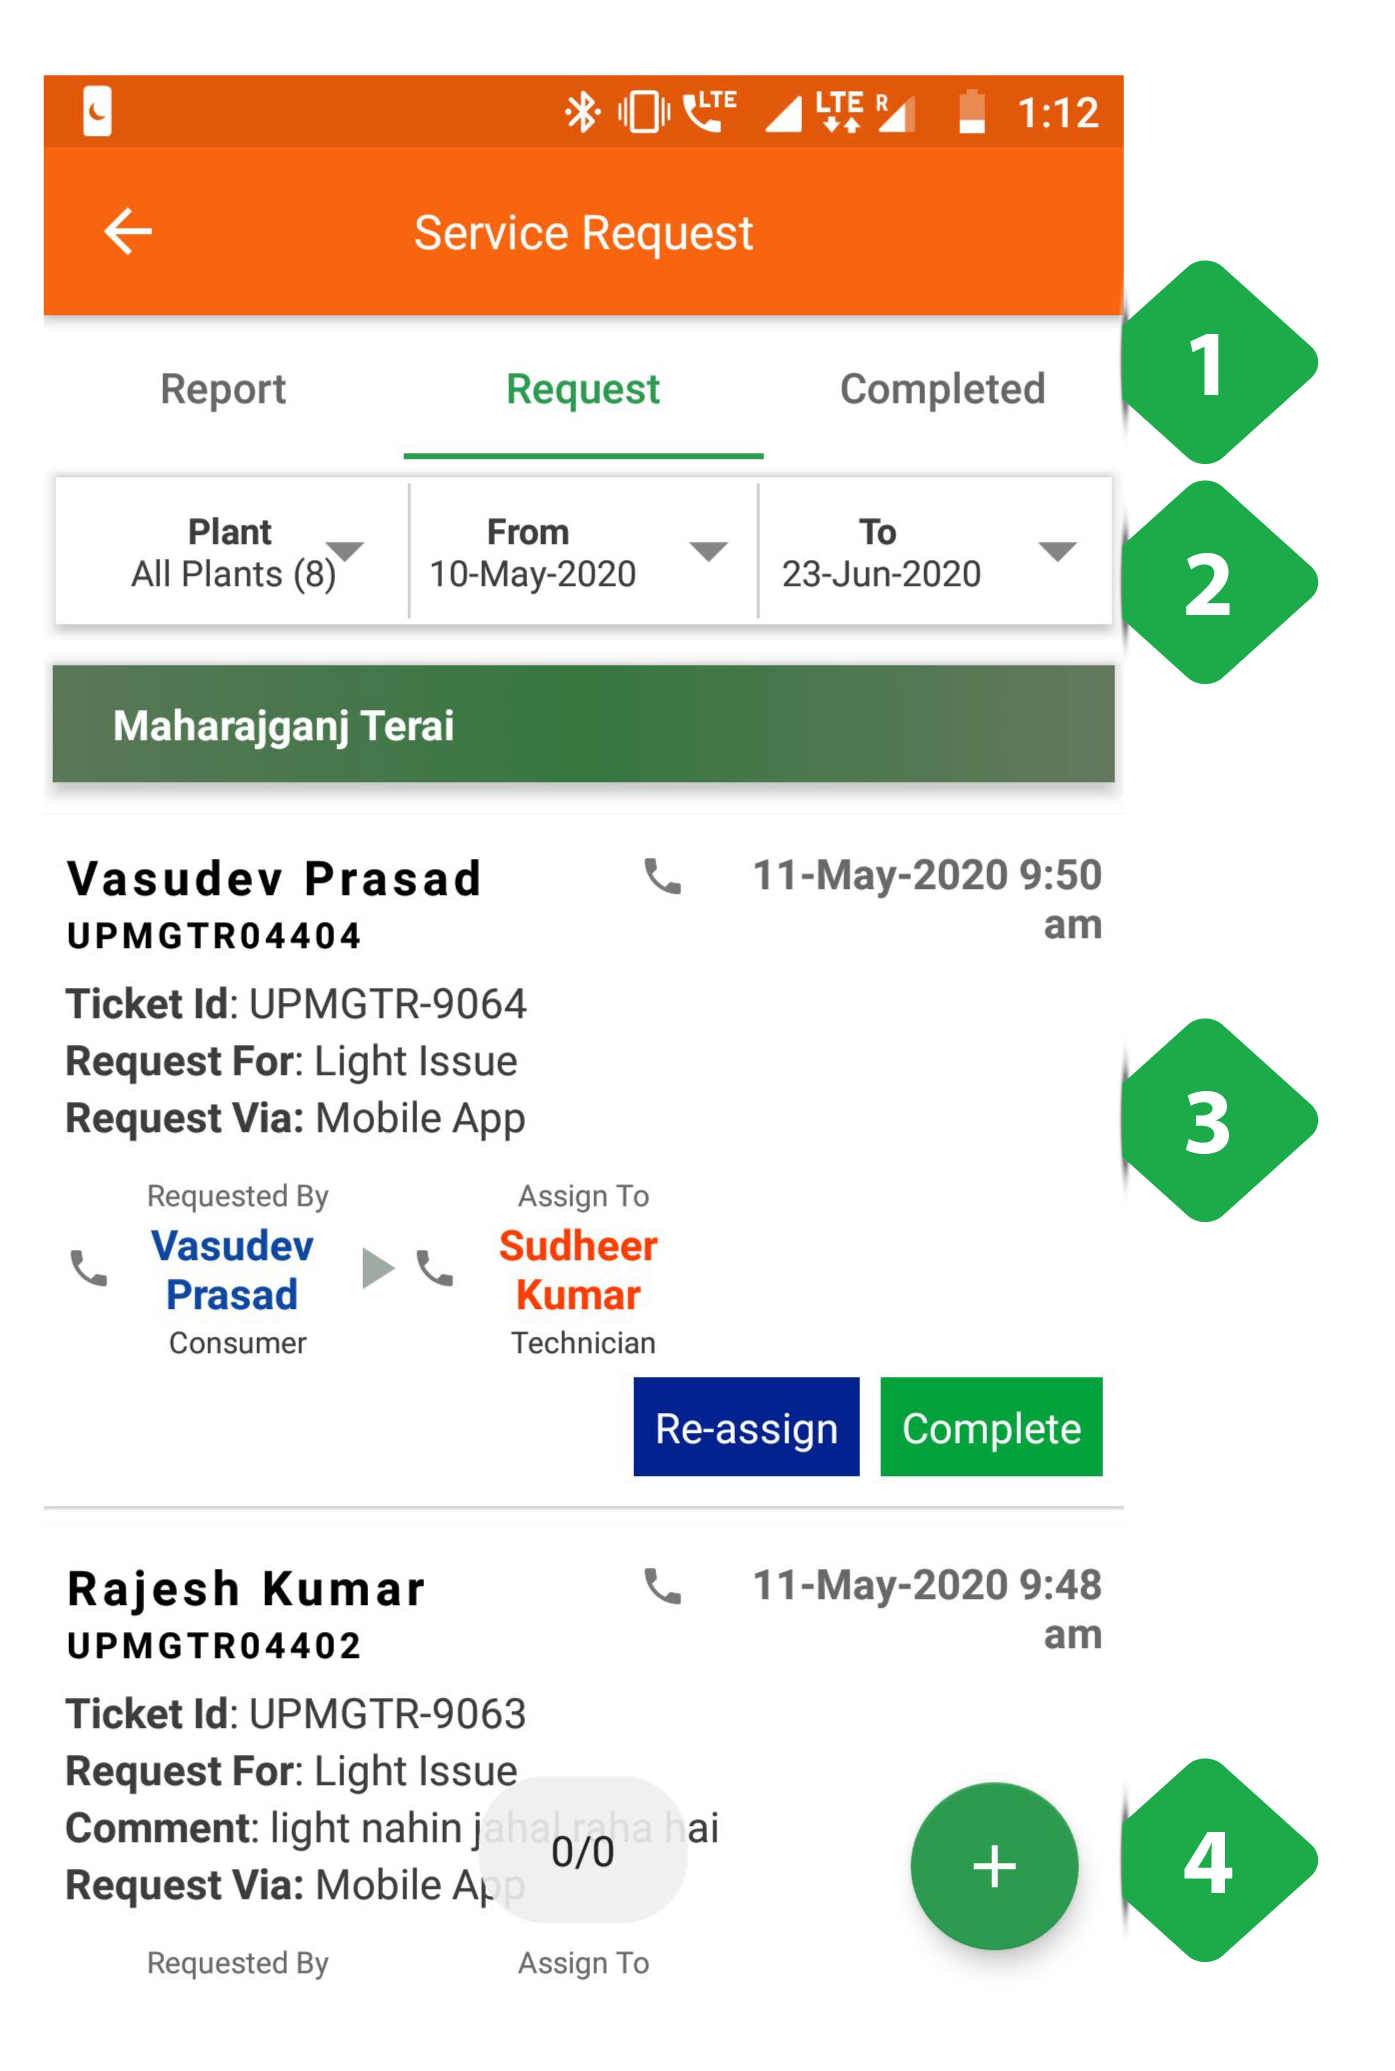 LTE LTE R 1:12
Service Request
Report Request Completed
1
Plant From To
All Plants (8) 10-May-2020 23-Jun-2020
2
Maharajganj Terai
Vasudev Prasad 11-May-2020 9:50
am
UPMGTR04404
Ticket Id: UPMGTR-9064
Request For: Light Issue
Request Via: Mobile App
3
Requested By Assign To
Vasudev Sudheer
Prasad Kumar
Consumer Technician
Re-assign Complete
Rajesh Kumar 11-May-2020 9:48
am
UPMGTR04402
Ticket Id: UPMGTR-9063
Request For: Light Issue
Comment: light nahin jahal raha hai
0/0
+
4
Request Via: Mobile App
Requested By Assign To